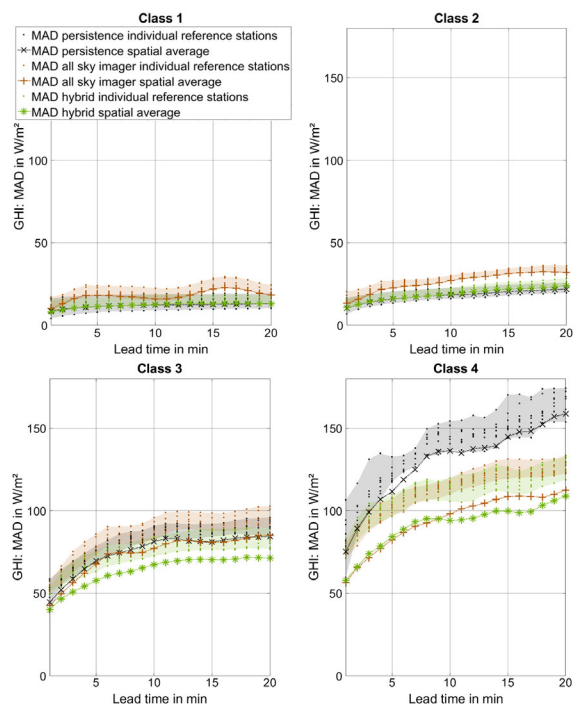 Class 1
MAD persistence individual reference stations
MAD persistence spatial average
MAD all sky imager individual reference stations
MAD all sky imager spatial average
MAD hybrid individual reference stations
MAD hybrid spatial average
GHI: MAD in W/m²
100
50
0
5
10
15
20
Lead time in min
Class 2
GHI: MAD in W/m²
150
100
50
0
5
10
15
20
Lead time in min
Class 3
GHI: MAD in W/m²
150
100
50
0
5
10
15
20
Lead time in min
Class 4
GHI: MAD in W/m²
150
100
50
0
5
10
15
20
Lead time in min